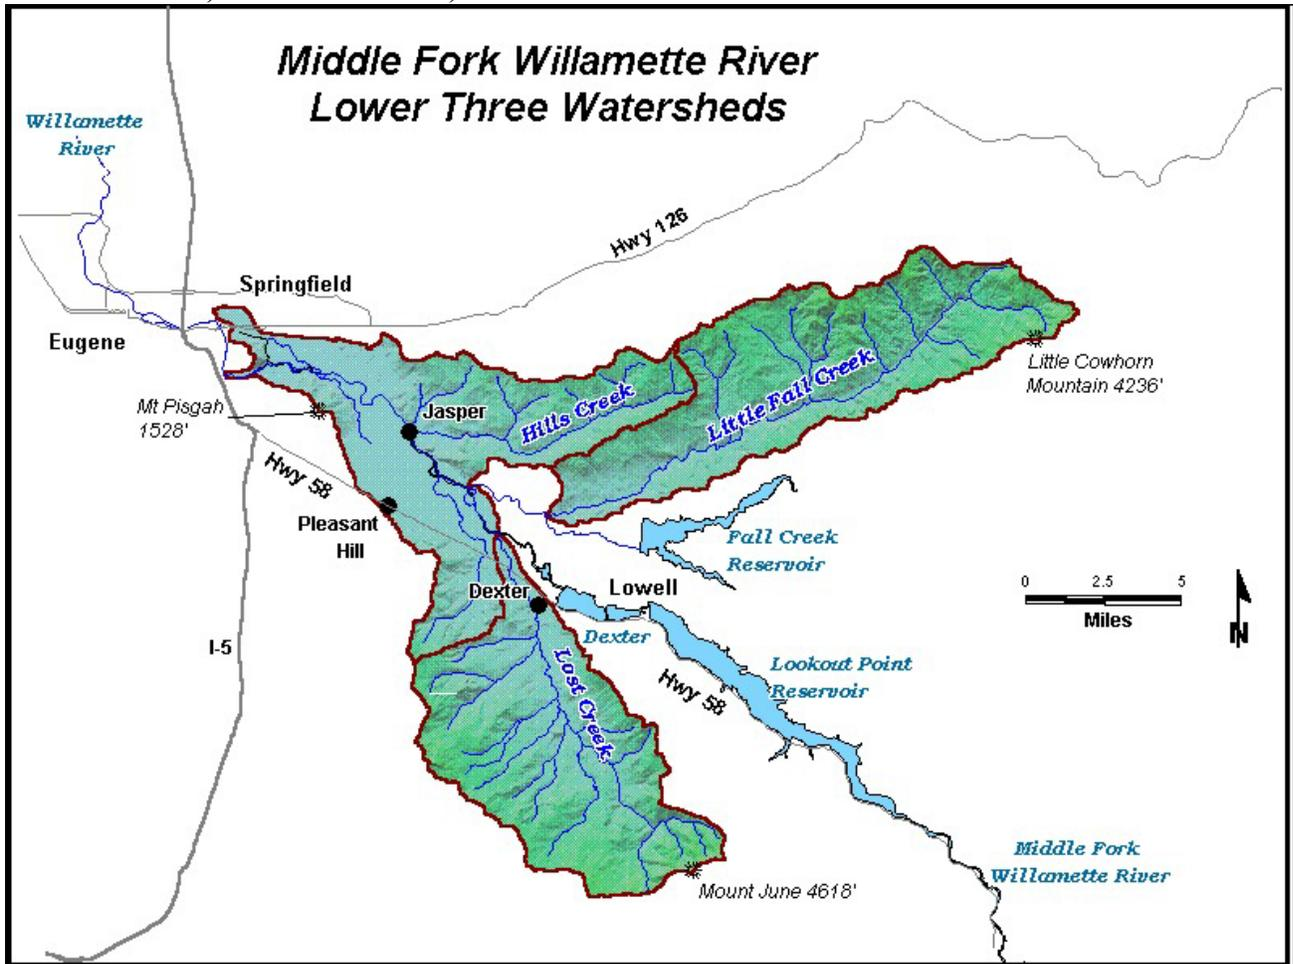 Middle Fork Willamette River
Lower Three Watersheds
Willamette
River
Hwy 126
Springfield
Eugene
Little Cowhorn
Mountain 4236'
Mt Pisgah
1528'
Jasper
Hills Creek
Little Fall Creek
Hwy 58
Pleasant
Hill
Fall Creek
Reservoir
Dexter
Lowell
Dexter
0 2.5 5
Miles
N
I-5
Lost Creek
Lookout Point
Reservoir
Hwy 58
Middle Fork
Willamette River
Mount June 4618'